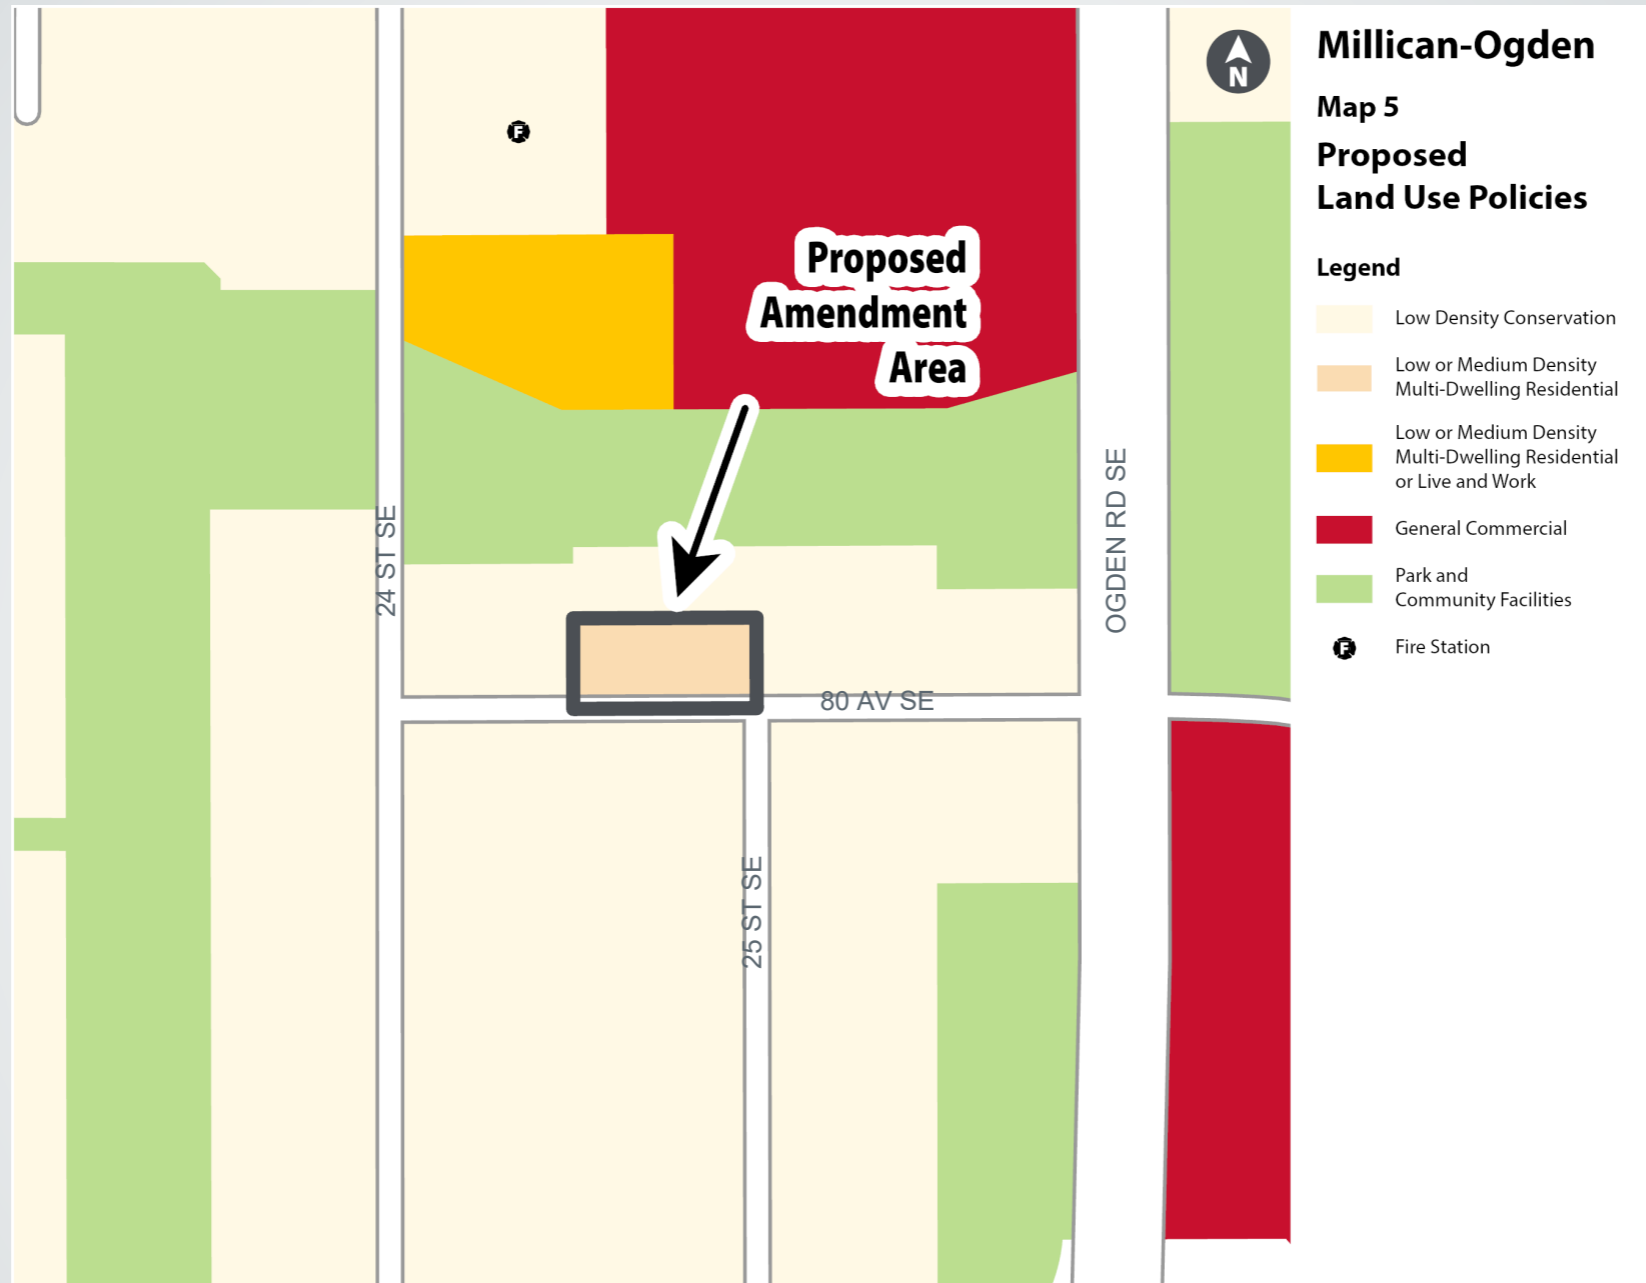 Millican-Ogden
Map 5
Proposed
Land Use Policies
Legend
Low Density Conservation
Low or Medium Density
Multi-Dwelling Residential
Low or Medium Density
Multi-Dwelling Residential
or Live and Work
General Commercial
Park and
Community Facilities
F
Fire Station
N
F
Proposed
Amendment
Area
24 ST SE
OGDEN RD SE
80 AV SE
25 ST SE